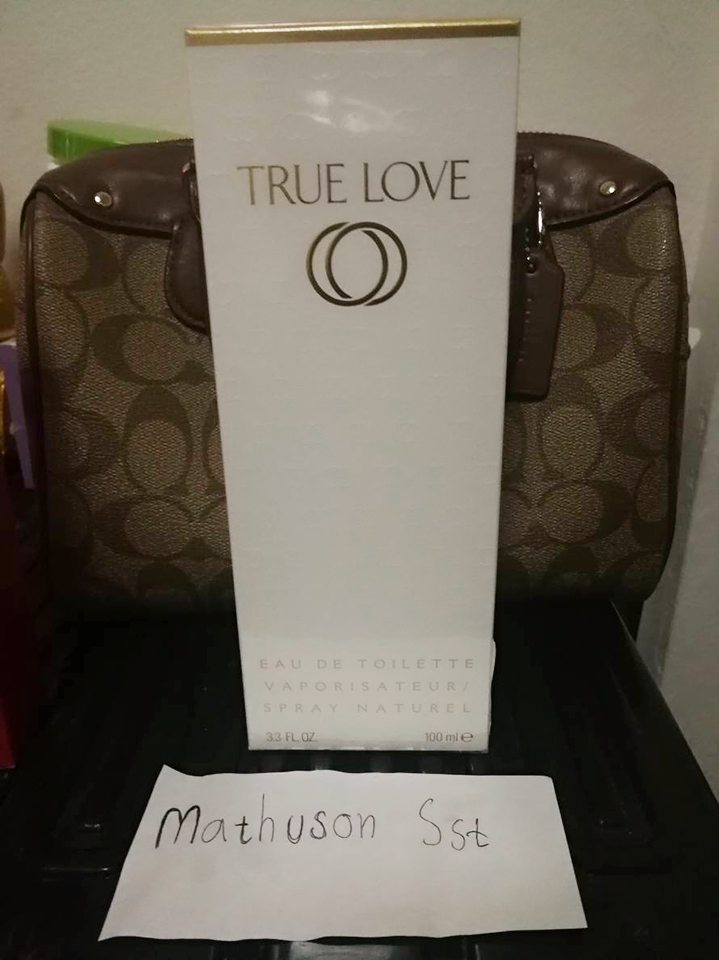 TRUE LOVE
EAU DE TOILETTE
VAPORISATEUR/
SPRAY NATUREL
3.3 FL. OZ. 100 ml ℮
Mathuson Sst